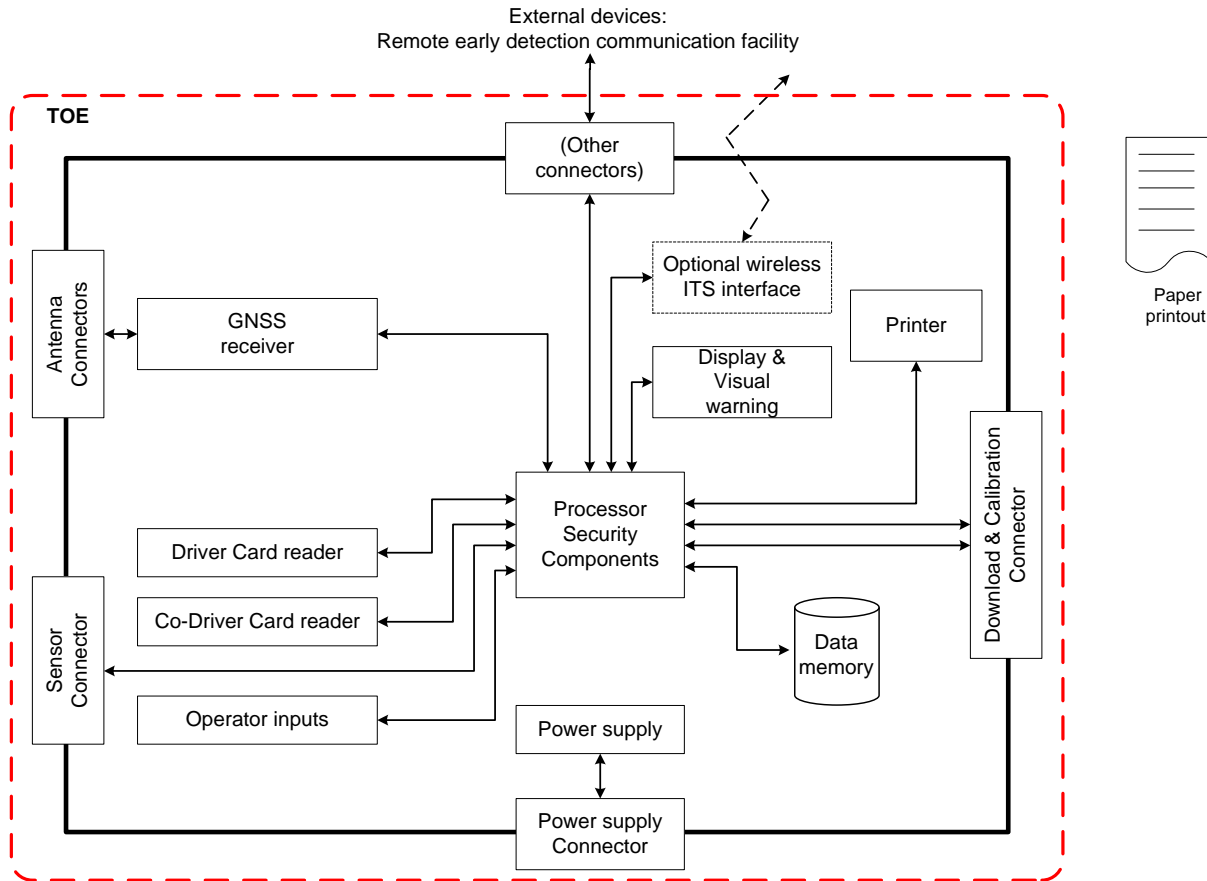 External devices:
Remote early detection communication facility
TOE
(Other
connectors)
Antenna
Connectors
GNSS
receiver
Optional wireless
ITS interface
Printer
Paper
printout
Display &
Visual
warning
Processor
Security
Components
Download & Calibration
Connector
Driver Card reader
Co-Driver Card reader
Sensor
Connector
Operator inputs
Data
memory
Power supply
Power supply
Connector